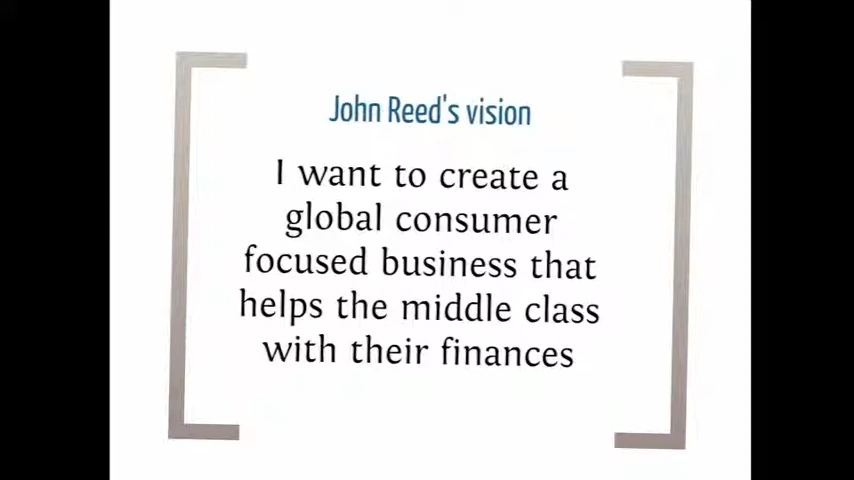 John Reed's vision
I want to create a
global consumer
focused business that
helps the middle class
with their finances